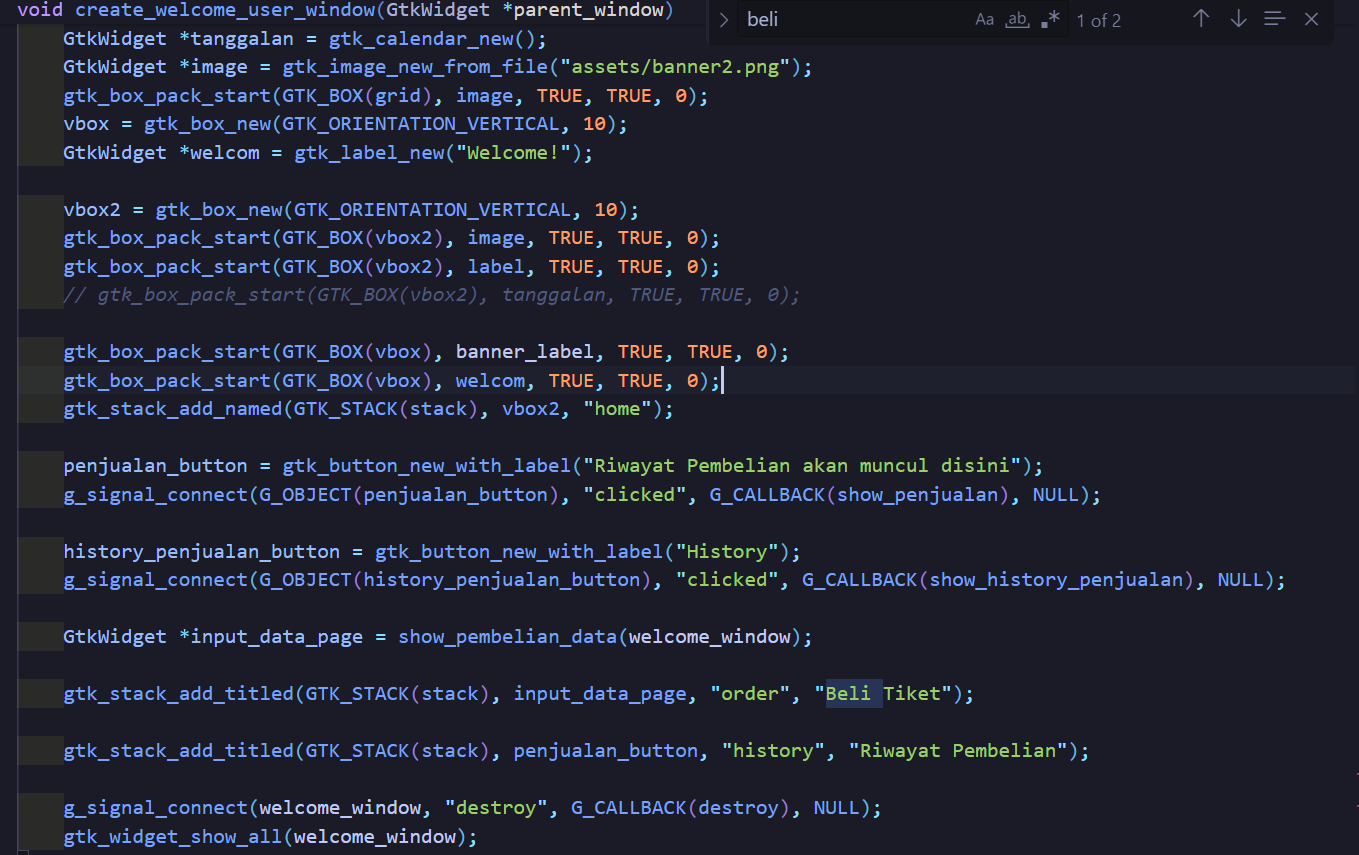 void create_welcome_user_window(GtkWidget *parent_window)
beli
Aa ab .* 1 of 2
GtkWidget *tanggalan = gtk_calendar_new();
GtkWidget *image = gtk_image_new_from_file("assets/banner2.png");
gtk_box_pack_start(GTK_BOX(grid), image, TRUE, TRUE, 0);
vbox = gtk_box_new(GTK_ORIENTATION_VERTICAL, 10);
GtkWidget *welcom = gtk_label_new("Welcome!");
vbox2 = gtk_box_new(GTK_ORIENTATION_VERTICAL, 10);
gtk_box_pack_start(GTK_BOX(vbox2), image, TRUE, TRUE, 0);
gtk_box_pack_start(GTK_BOX(vbox2), label, TRUE, TRUE, 0);
// gtk_box_pack_start(GTK_BOX(vbox2), tanggalan, TRUE, TRUE, 0);
gtk_box_pack_start(GTK_BOX(vbox), banner_label, TRUE, TRUE, 0);
gtk_box_pack_start(GTK_BOX(vbox), welcom, TRUE, TRUE, 0);
gtk_stack_add_named(GTK_STACK(stack), vbox2, "home");
penjualan_button = gtk_button_new_with_label("Riwayat Pembelian akan muncul disini");
g_signal_connect(G_OBJECT(penjualan_button), "clicked", G_CALLBACK(show_penjualan), NULL);
history_penjualan_button = gtk_button_new_with_label("History");
g_signal_connect(G_OBJECT(history_penjualan_button), "clicked", G_CALLBACK(show_history_penjualan), NULL);
GtkWidget *input_data_page = show_pembelian_data(welcome_window);
gtk_stack_add_titled(GTK_STACK(stack), input_data_page, "order", "Beli Tiket");
gtk_stack_add_titled(GTK_STACK(stack), penjualan_button, "history", "Riwayat Pembelian");
g_signal_connect(welcome_window, "destroy", G_CALLBACK(destroy), NULL);
gtk_widget_show_all(welcome_window);